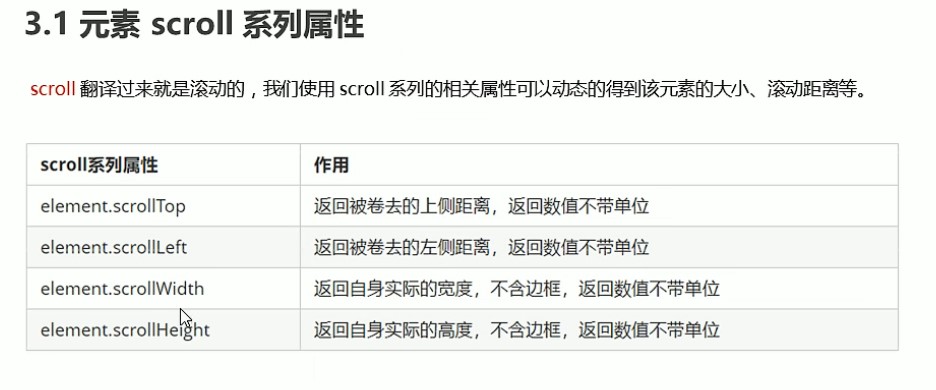 3.1 元素 scroll 系列属性
scroll 翻译过来就是滚动的，我们使用 scroll 系列的相关属性可以动态的得到该元素的大小、滚动距离等。
scroll系列属性 作用
element.scrollTop 返回被卷去的上侧距离，返回数值不带单位
element.scrollLeft 返回被卷去的左侧距离，返回数值不带单位
element.scrollWidth 返回自身实际的宽度，不含边框，返回数值不带单位
element.scrollHeight 返回自身实际的高度，不含边框，返回数值不带单位